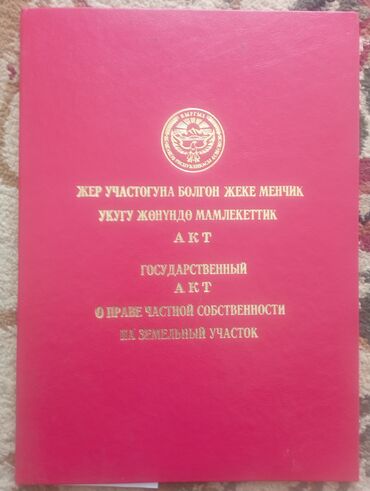 ЖЕР УЧАСТОГУНА БОЛГОН ЖЕКЕ МЕНЧИК
УКУГУ ЖӨНҮНДӨ МАМЛЕКЕТТИК
АКТ
ГОСУДАРСТВЕННЫЙ
АКТ
О ПРАВЕ ЧАСТНОЙ СОБСТВЕННОСТИ
НА ЗЕМЕЛЬНЫЙ УЧАСТОК